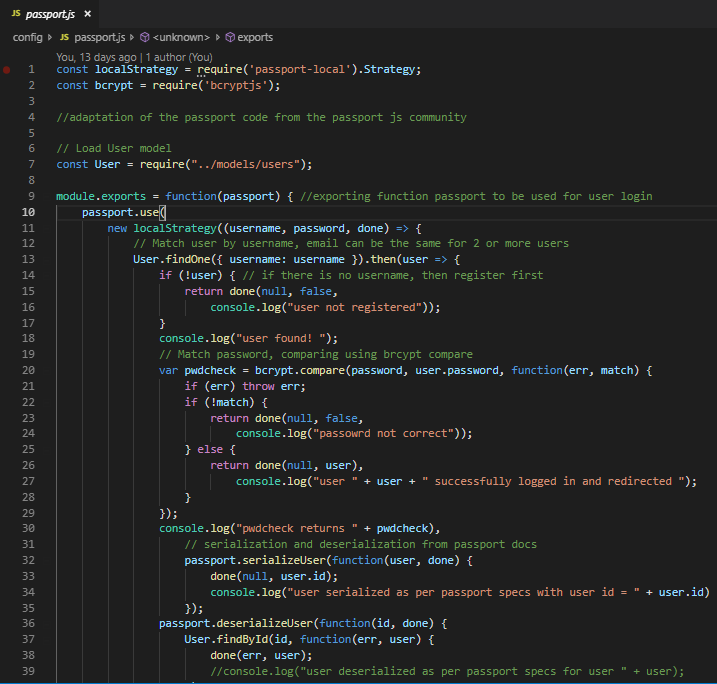 JS passport.js ×
config > JS passport.js > <unknown> > exports
You, 13 days ago | 1 author (You)
1 const localStrategy = require('passport-local').Strategy;
2 const bcrypt = require('bcryptjs');
3
4 //adaptation of the passport code from the passport js community
5
6 // Load User model
7 const User = require("../models/users");
8
9 module.exports = function(passport) { //exporting function passport to be used for user login
10 passport.use(
11 new localStrategy((username, password, done) => {
12 // Match user by username, email can be the same for 2 or more users
13 User.findOne({ username: username }).then(user => {
14 if (!user) { // if there is no username, then register first
15 return done(null, false,
16 console.log("user not registered"));
17 }
18 console.log("user found! ");
19 // Match password, comparing using brcypt compare
20 var pwdcheck = bcrypt.compare(password, user.password, function(err, match) {
21 if (err) throw err;
22 if (!match) {
23 return done(null, false,
24 console.log("passowrd not correct"));
25 } else {
26 return done(null, user),
27 console.log("user " + user + " successfully logged in and redirected ");
28 }
29 });
30 console.log("pwdcheck returns " + pwdcheck),
31 // serialization and deserialization from passport docs
32 passport.serializeUser(function(user, done) {
33 done(null, user.id);
34 console.log("user serialized as per passport specs with user id = " + user.id)
35 });
36 passport.deserializeUser(function(id, done) {
37 User.findById(id, function(err, user) {
38 done(err, user);
39 //console.log("user deserialized as per passport specs for user " + user);